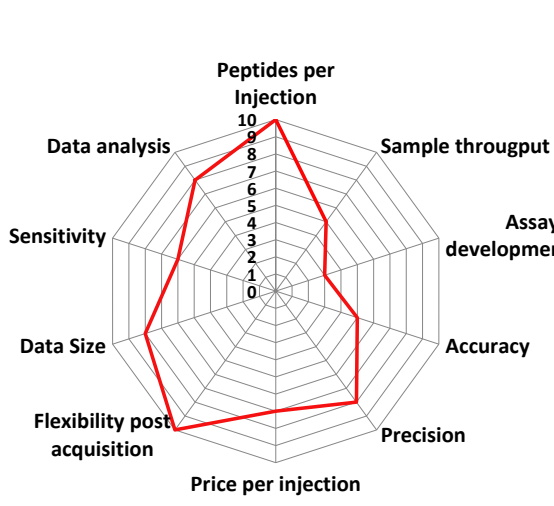 Peptides per
Injection
10
9
8
7
6
5
4
3
2
1
0
Sample througput
Assay
developmen
Accuracy
Precision
Price per injection
Flexibility post
acquisition
Data Size
Sensitivity
Data analysis